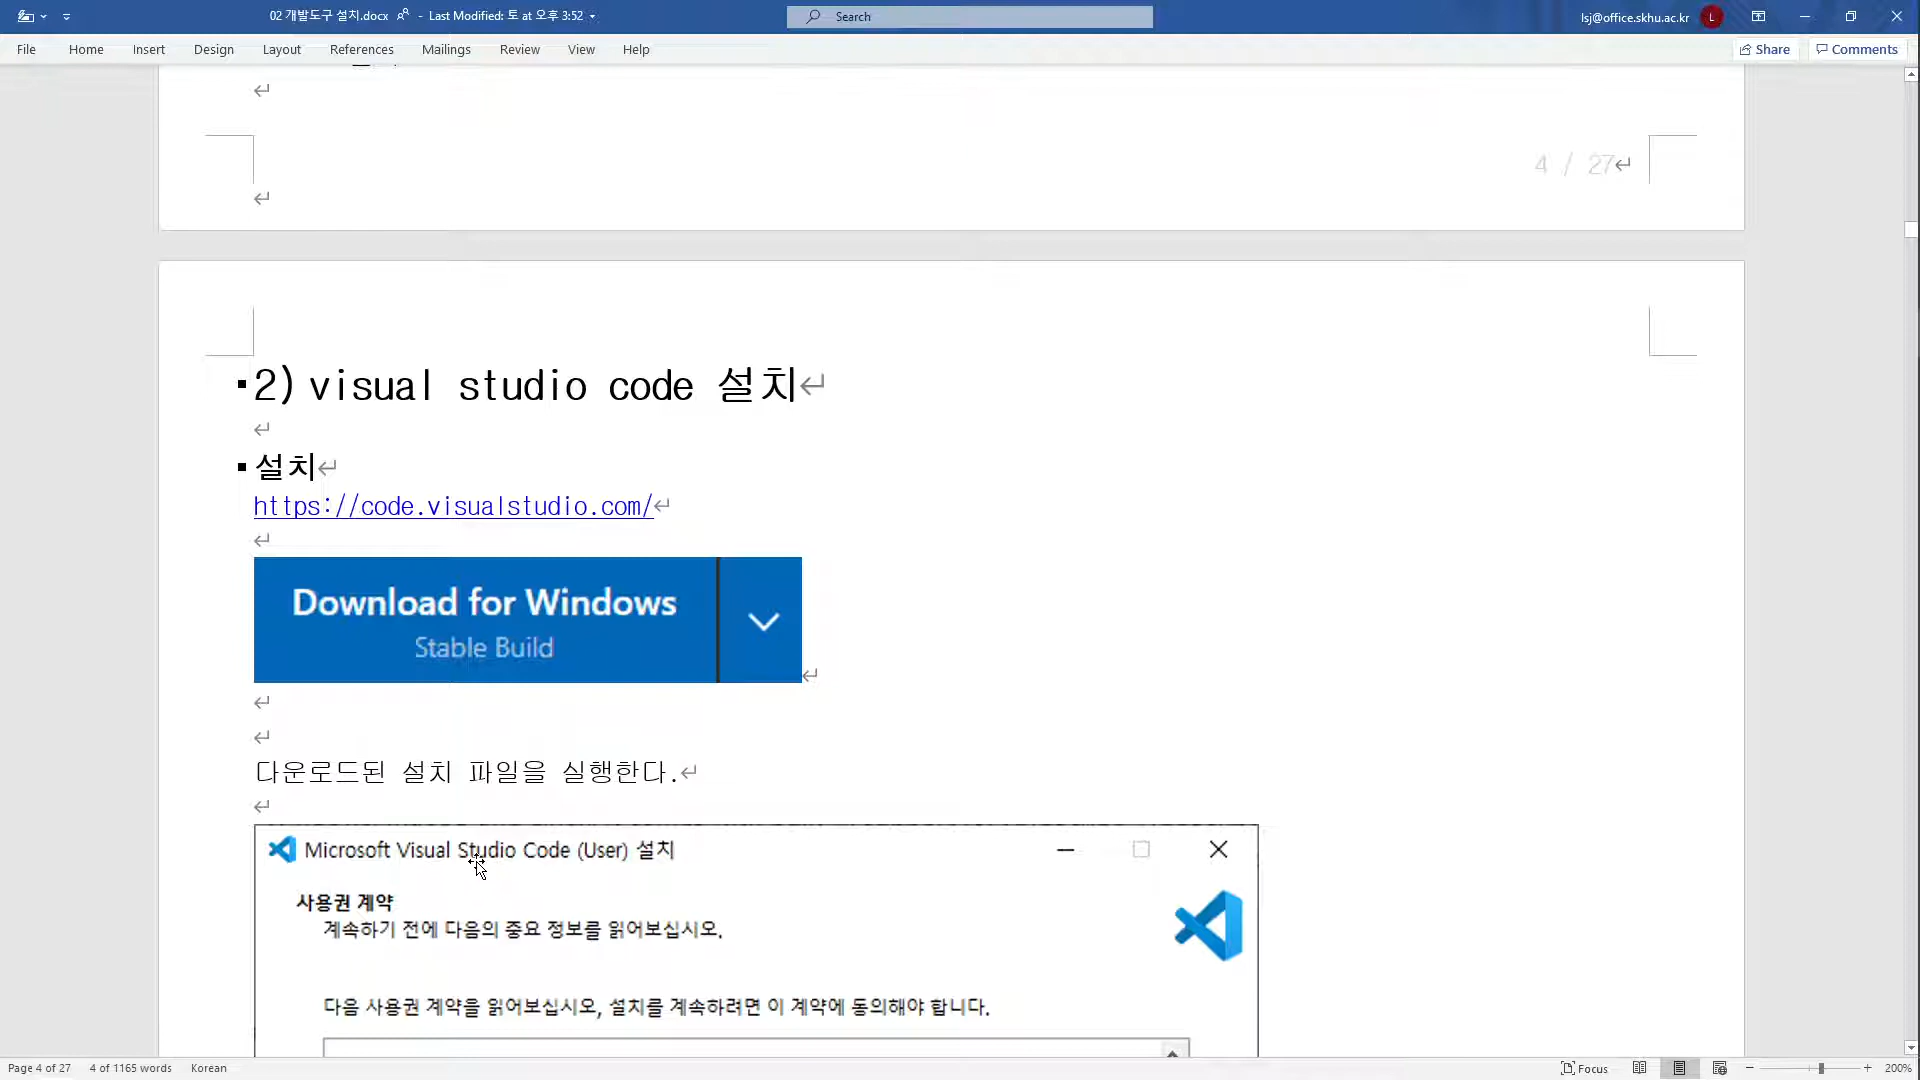 02 개발도구 설치.docx - Last Modified: 토 at 오후 3:52
Search
lsj@office.skhu.ac.kr
L
File Home Insert Design Layout References Mailings Review View Help
Share Comments
4 / 27
2) visual studio code 설치
설치
https://code.visualstudio.com/
Download for Windows
Stable Build
다운로드된 설치 파일을 실행한다.
Microsoft Visual Studio Code (User) 설치
사용권 계약
계속하기 전에 다음의 중요 정보를 읽어보십시오.
다음 사용권 계약을 읽어보십시오, 설치를 계속하려면 이 계약에 동의해야 합니다.
Page 4 of 27 4 of 1165 words Korean
Focus
200%